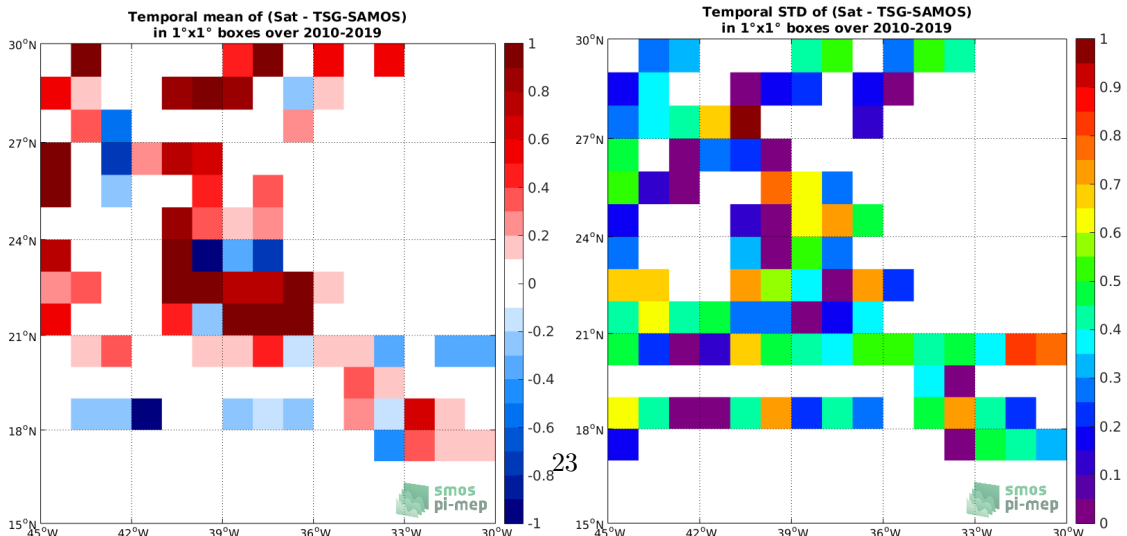 Temporal mean of (Sat - TSG-SAMOS)
in 1°x1° boxes over 2010-2019
30°N
27°N
24°N
21°N
18°N
15°N
45°W
42°W
39°W
36°W
33°W
30°W
1
0.8
0.6
0.4
0.2
0
-0.2
-0.4
-0.6
-0.8
-1
smos
pi-mep
23
Temporal STD of (Sat - TSG-SAMOS)
in 1°x1° boxes over 2010-2019
30°N
27°N
24°N
21°N
18°N
15°N
45°W
42°W
39°W
36°W
33°W
30°W
1
0.9
0.8
0.7
0.6
0.5
0.4
0.3
0.2
0.1
0
smos
pi-mep